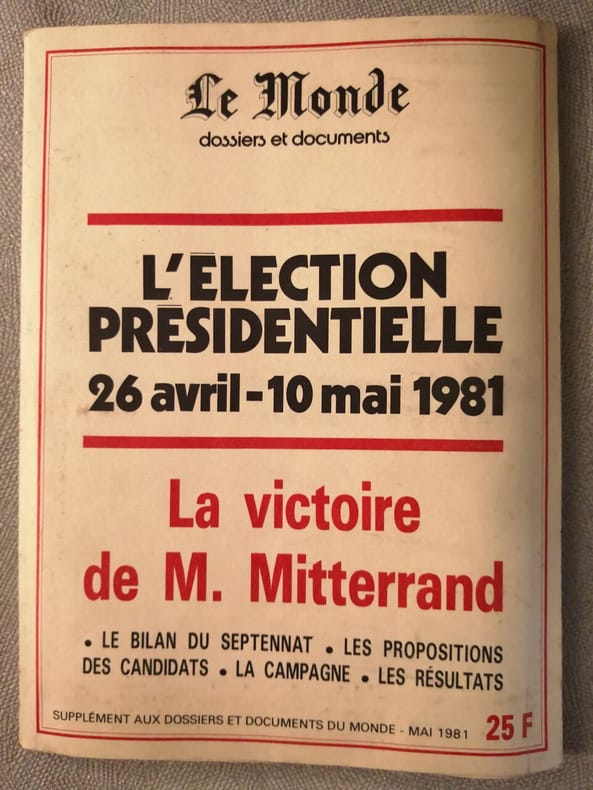 Le Monde
dossiers et documents
L'ÉLECTION
PRÉSIDENTIELLE
26 avril-10 mai 1981
La victoire
de M. Mitterrand
• LE BILAN DU SEPTENNAT • LES PROPOSITIONS
DES CANDIDATS • LA CAMPAGNE • LES RÉSULTATS
SUPPLÉMENT AUX DOSSIERS ET DOCUMENTS DU MONDE - MAI 1981 25 F